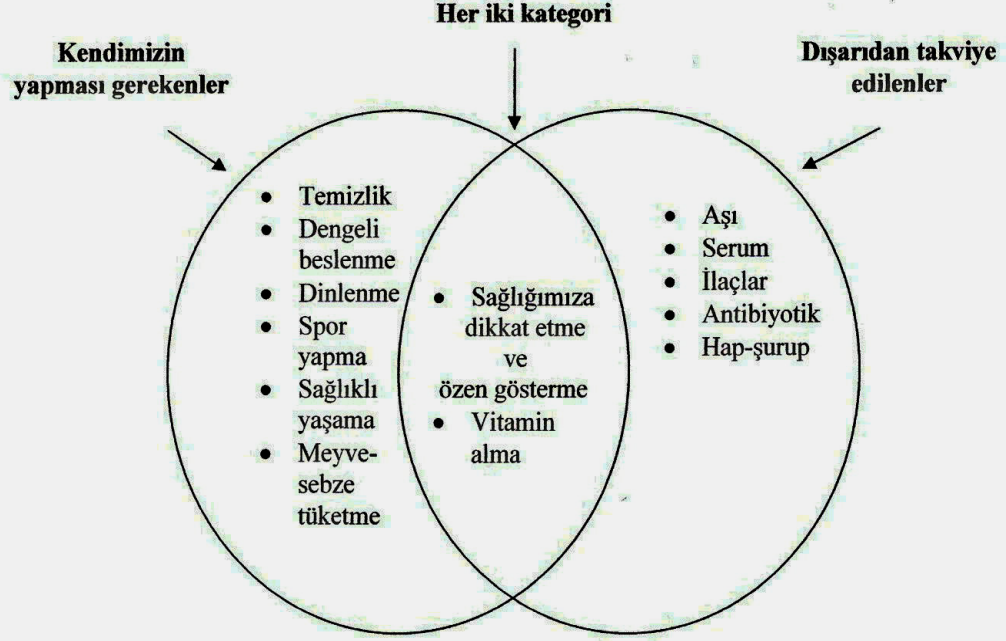 Her iki kategori
Kendimizin
yapması gerekenler
Dışarıdan takviye
edilenler
• Temizlik
• Dengeli
beslenme
• Dinlenme
• Spor
yapma
• Sağlıklı
yaşama
• Meyve-
sebze
tüketme
• Sağlığımıza
dikkat etme
ve
özen gösterme
• Vitamin
alma
• Aşı
• Serum
• İlaçlar
• Antibiyotik
• Hap-şurup